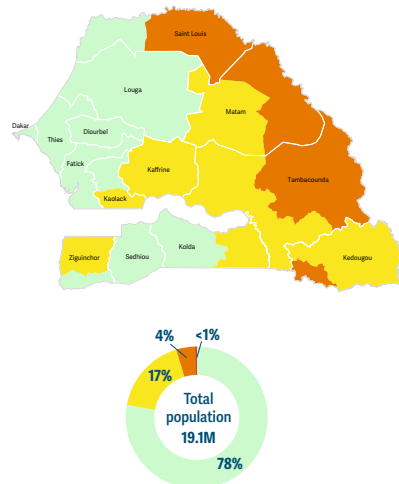 Saint Louis
Louga
Matam
Dakar
Thies
Diourbel
Fatick
Kaffrine
Tambacounda
Kaolack
Ziguinchor
Sedhiou
Kolda
Kedougou
4%
<1%
17%
Total
population
19.1M
78%